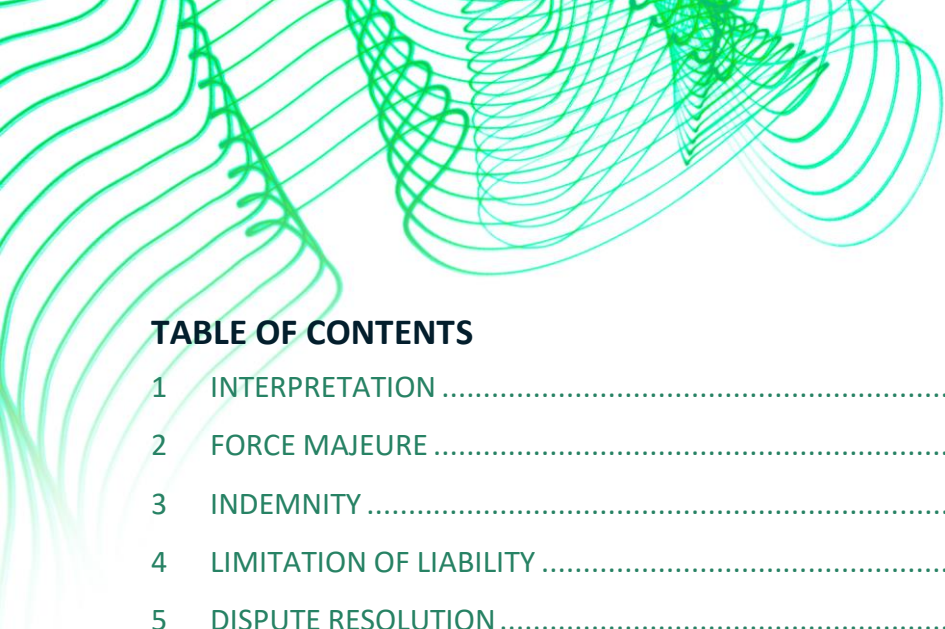 TABLE OF CONTENTS
1 INTERPRETATION ................................................................
2 FORCE MAJEURE ................................................................
3 INDEMNITY ........................................................................
4 LIMITATION OF LIABILITY ..................................................
5 DISPUTE RESOLUTION .......................................................